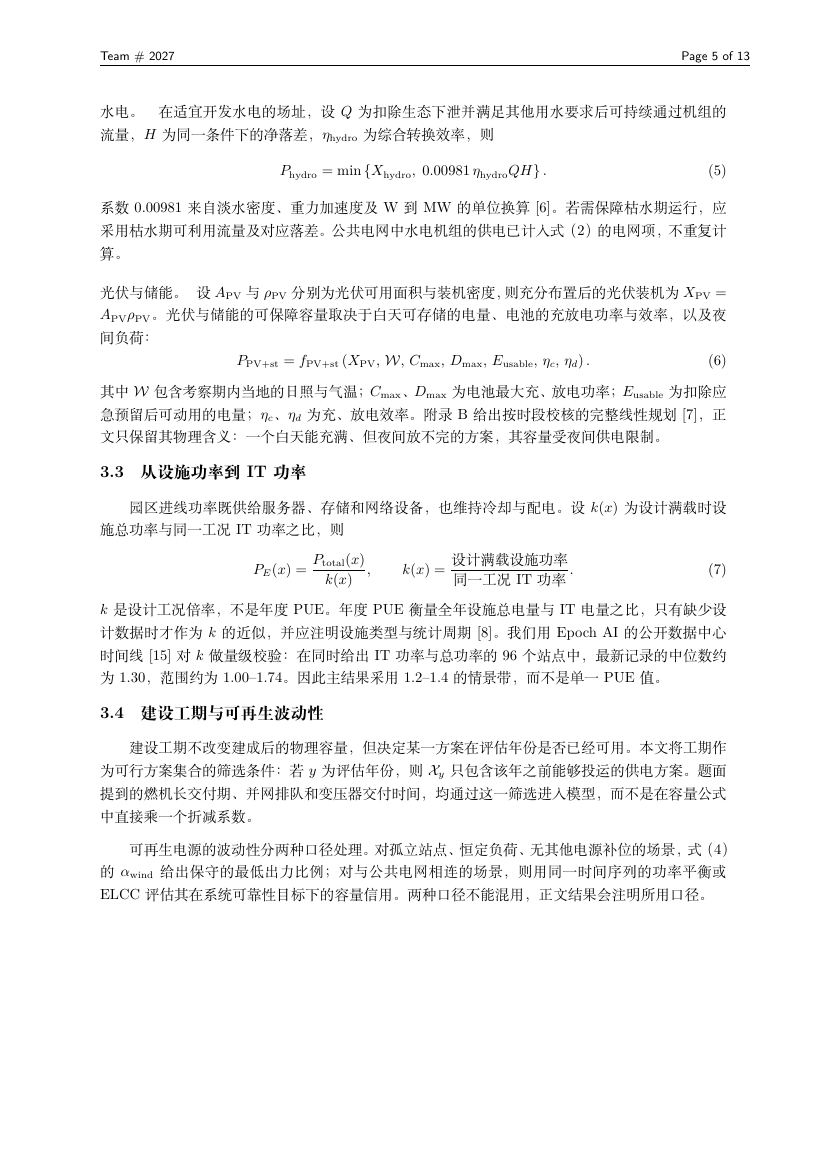 Team # 2027 Page 5 of 13
水电。 在适宜开发水电的场址，设 Q 为扣除生态下泄并满足其他用水要求后可持续通过机组的
流量，H 为同一条件下的净落差，η_hydro 为综合转换效率，则
P_hydro = min {X_hydro, 0.00981 η_hydro QH} . (5)
系数 0.00981 来自淡水密度、重力加速度及 W 到 MW 的单位换算 [6]。若需保障枯水期运行，应
采用枯水期可利用流量及对应落差。公共电网中水电机组的供电已计入式 (2) 的电网项，不重复计
算。
光伏与储能。 设 A_PV 与 ρ_PV 分别为光伏可用面积与装机密度，则充分布置后的光伏装机为 X_PV =
A_PV ρ_PV。光伏与储能的可保障容量取决于白天可存储的电量、电池的充放电功率与效率，以及夜
间负荷：
P_PV+st = f_PV+st (X_PV, W, C_max, D_max, E_usable, η_c, η_d) . (6)
其中 W 包含考察期内当地的日照与气温；C_max、D_max 为电池最大充、放电功率；E_usable 为扣除应
急预留后可动用的电量；η_c、η_d 为充、放电效率。附录 B 给出按时段校核的完整线性规划 [7]，正
文只保留其物理含义：一个白天能充满、但夜间放不完的方案，其容量受夜间供电限制。
3.3 从设施功率到 IT 功率
园区进线功率既供给服务器、存储和网络设备，也维持冷却与配电。设 k(x) 为设计满载时设
施总功率与同一工况 IT 功率之比，则
P_E(x) = P_total(x) / k(x), k(x) = 设计满载设施功率 / 同一工况 IT 功率. (7)
k 是设计工况倍率，不是年度 PUE。年度 PUE 衡量全年设施总电量与 IT 电量之比，只有缺少设
计数据时才作为 k 的近似，并应注明设施类型与统计周期 [8]。我们用 Epoch AI 的公开数据中心
时间线 [15] 对 k 做量级校验：在同时给出 IT 功率与总功率的 96 个站点中，最新记录的中位数约
为 1.30，范围约为 1.00–1.74。因此主结果采用 1.2–1.4 的情景带，而不是单一 PUE 值。
3.4 建设工期与可再生波动性
建设工期不改变建成后的物理容量，但决定某一方案在评估年份是否已经可用。本文将工期作
为可行方案集合的筛选条件：若 y 为评估年份，则 X_y 只包含该年之前能够投运的供电方案。题面
提到的燃机长交付期、并网排队和变压器交付时间，均通过这一筛选进入模型，而不是在容量公式
中直接乘一个折减系数。
可再生电源的波动性分两种口径处理。对孤立站点、恒定负荷、无其他电源补位的场景，式 (4)
的 α_wind 给出保守的最低出力比例；对与公共电网相连的场景，则用同一时间序列的功率平衡或
ELCC 评估其在系统可靠性目标下的容量信用。两种口径不能混用，正文结果会注明所用口径。